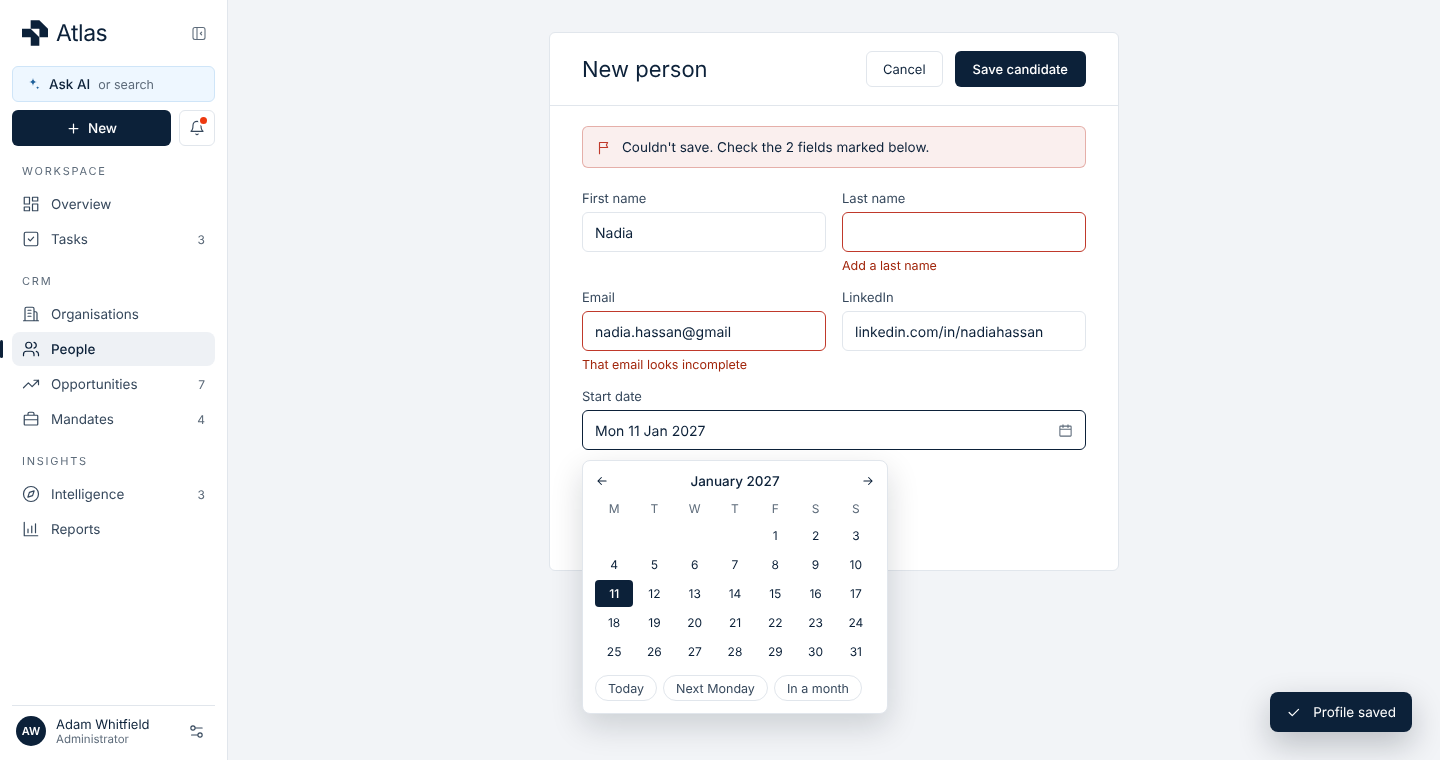 Atlas
Ask AI or search
New
WORKSPACE
Overview
Tasks 3
CRM
Organisations
People
Opportunities 7
Mandates 4
INSIGHTS
Intelligence 3
Reports
AW
Adam Whitfield
Administrator
New person
Cancel
Save candidate
Couldn't save. Check the 2 fields marked below.
First name
Nadia
Last name
Add a last name
Email
nadia.hassan@gmail
That email looks incomplete
LinkedIn
linkedin.com/in/nadiahassan
Start date
Mon 11 Jan 2027
January 2027
M T W T F S S
1 2 3
4 5 6 7 8 9 10
11 12 13 14 15 16 17
18 19 20 21 22 23 24
25 26 27 28 29 30 31
Today Next Monday In a month
Profile saved